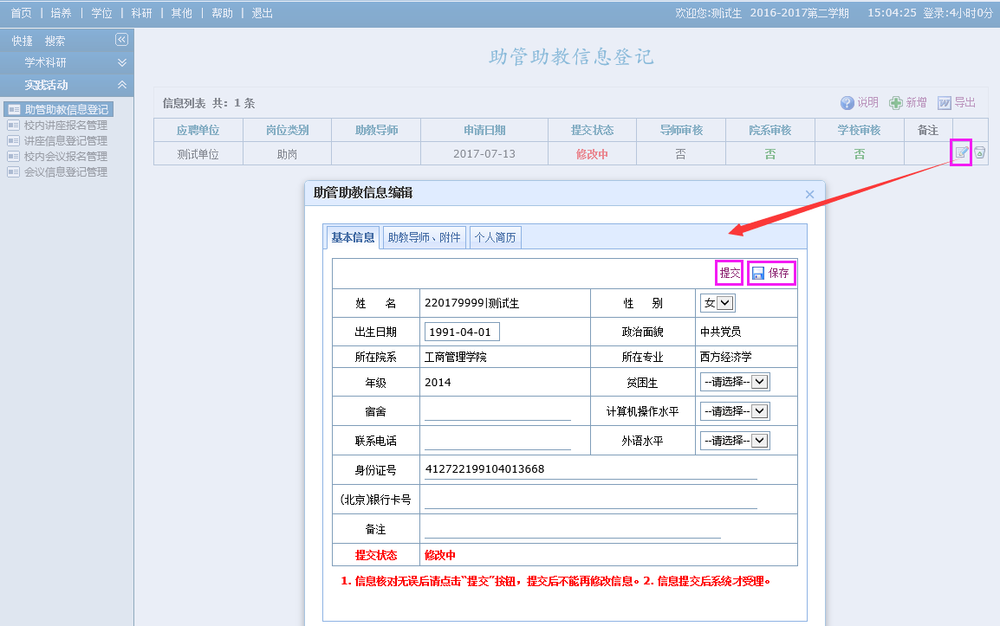 首页 | 培养 | 学位 | 科研 | 其他 | 帮助 | 退出 欢迎您:测试生 2016-2017第二学期 15:04:25 登录:4小时0分
快捷 搜索
学术科研
实践活动
助管助教信息登记
校内讲座报名管理
讲座信息登记管理
校内会议报名管理
会议信息登记管理
助管助教信息登记
信息列表 共：1 条 说明 新增 导出
应聘单位 岗位类别 助教导师 申请日期 提交状态 导师审核 院系审核 学校审核 备注
测试单位 助岗 2017-07-13 修改中 否 否 否
助管助教信息编辑
基本信息 助教导师、附件 个人简历
提交 保存
姓 名 220179999|测试生 性 别 女
出生日期 1991-04-01 政治面貌 中共党员
所在院系 工商管理学院 所在专业 西方经济学
年级 2014 贫困生 --请选择--
宿舍 计算机操作水平 --请选择--
联系电话 外语水平 --请选择--
身份证号 412722199104013668
(北京)银行卡号
备注
提交状态 修改中
1. 信息核对无误后请点击“提交”按钮，提交后不能再修改信息。2. 信息提交后系统才受理。